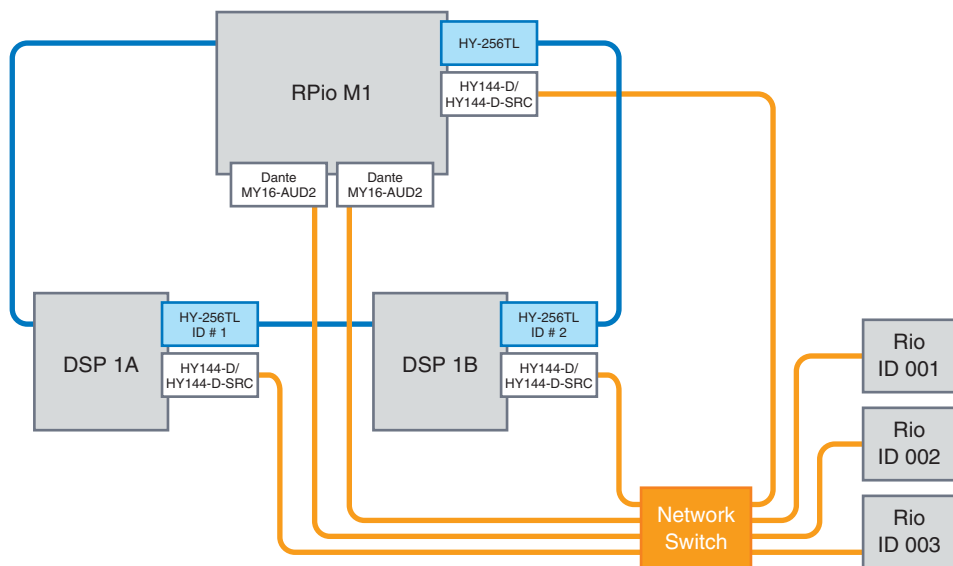 HY-256TL
RPio M1
HY144-D/
HY144-D-SRC
Dante
MY16-AUD2
Dante
MY16-AUD2
HY-256TL
ID # 1
DSP 1A
HY144-D/
HY144-D-SRC
HY-256TL
ID # 2
DSP 1B
HY144-D/
HY144-D-SRC
Rio
ID 001
Rio
ID 002
Rio
ID 003
Network
Switch